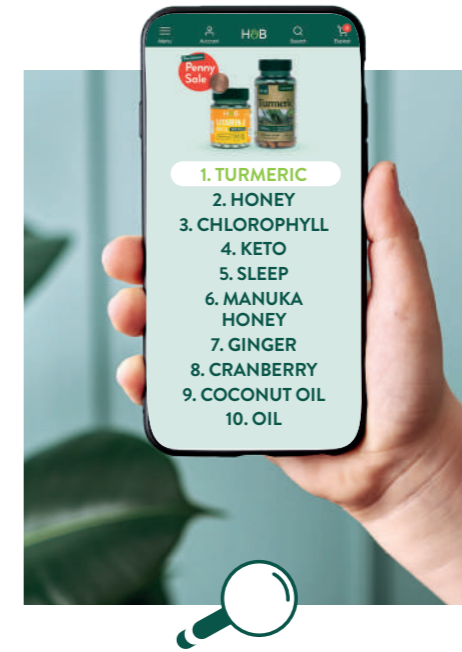 Menu
Account
H&B
Search
Basket
Penny
Sale
H&B
Turmeric
1. TURMERIC
2. HONEY
3. CHLOROPHYLL
4. KETO
5. SLEEP
6. MANUKA
HONEY
7. GINGER
8. CRANBERRY
9. COCONUT OIL
10. OIL